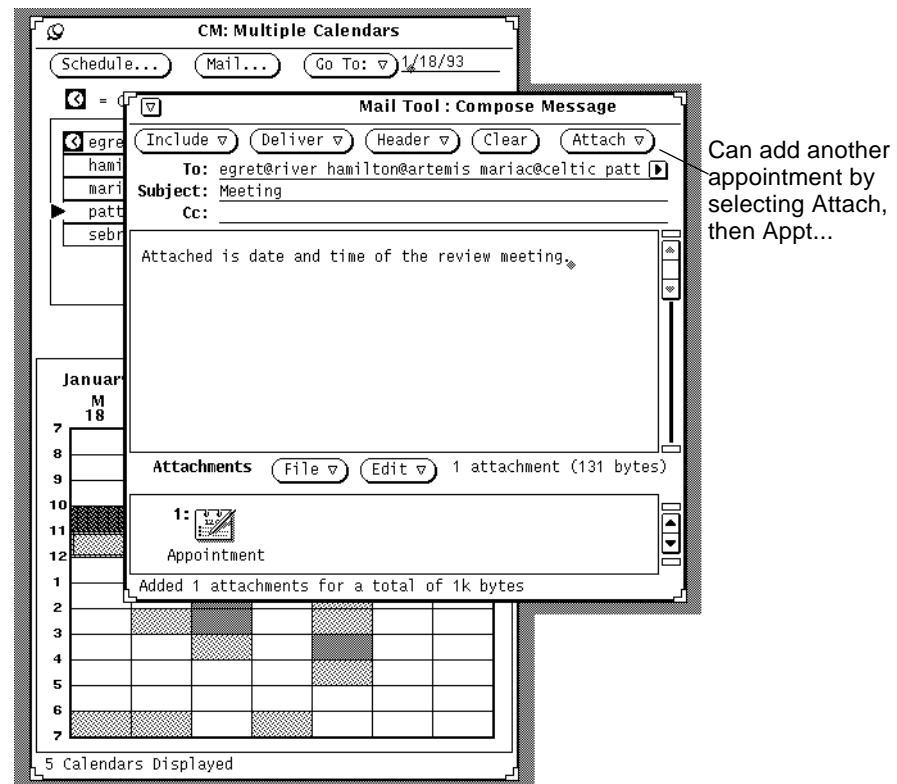 CM: Multiple Calendars
Schedule... Mail... Go To: 1/18/93
=
Mail Tool : Compose Message
Include Deliver Header Clear Attach
To: egret@river hamilton@artemis mariac@celtic patt
Subject: Meeting
Cc:
Attached is date and time of the review meeting.
Attachments File Edit 1 attachment (131 bytes)
1:
Appointment
Added 1 attachments for a total of 1k bytes
egre
hami
mari
patt
sebr
Januar
M
18
7
8
9
10
11
12
1
2
3
4
5
6
7
5 Calendars Displayed
Can add another
appointment by
selecting Attach,
then Appt...